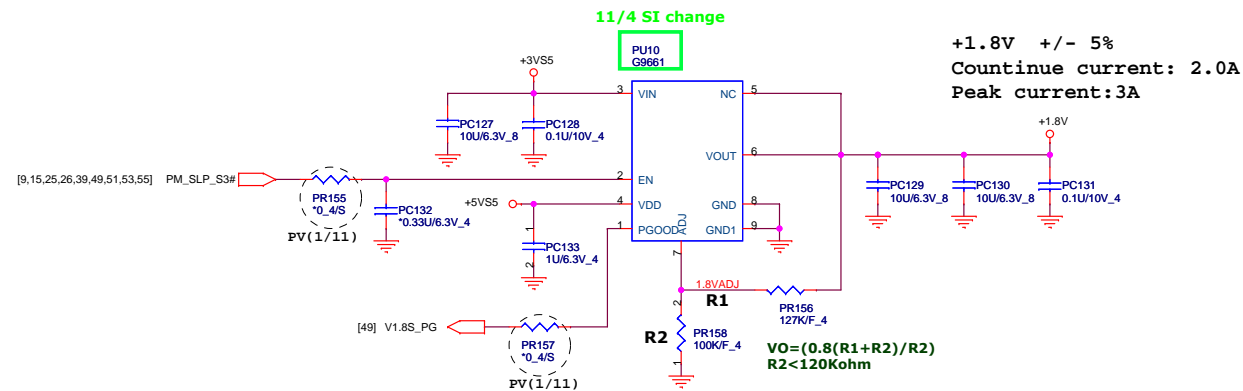 11/4 SI change
PU10
G9661
+1.8V +/- 5%
Countinue current: 2.0A
Peak current:3A
+3VS5
3
VIN
NC
5
PC127
10U/6.3V_8
PC128
0.1U/10V_4
+1.8V
VOUT
6
[9,15,25,26,39,49,51,53,55]
PM_SLP_S3#
2
EN
PR155
*0_4/S
PV(1/11)
PC132
*0.33U/6.3V_4
+5VS5
4
VDD
GND
8
PC129
10U/6.3V_8
PC130
10U/6.3V_8
PC131
0.1U/10V_4
1
PGOOD
ADJ
GND1
9
1
PC133
1U/6.3V_4
2
7
1.8VADJ
R1
PR156
127K/F_4
2
R2
PR158
100K/F_4
1
[49]
V1.8S_PG
PR157
*0_4/S
PV(1/11)
VO=(0.8(R1+R2)/R2)
R2<120Kohm